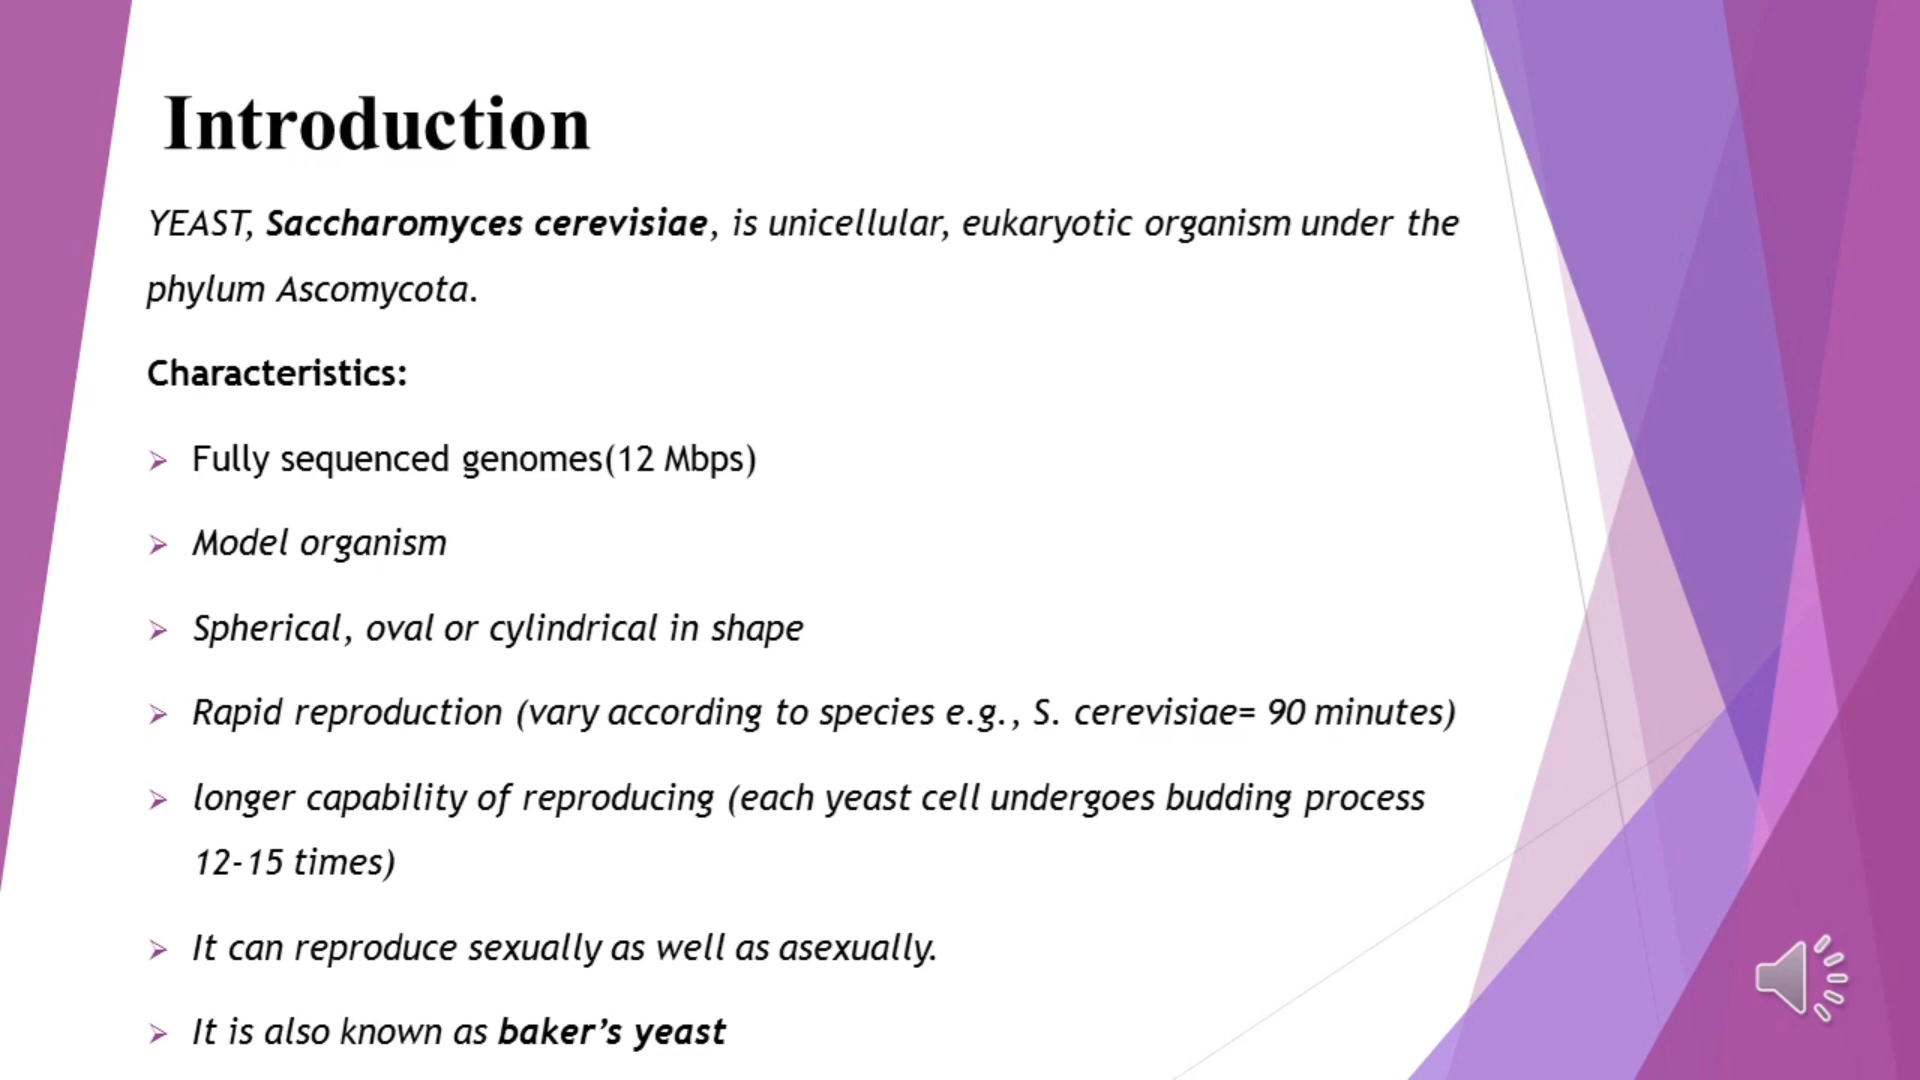 Introduction
YEAST, Saccharomyces cerevisiae, is unicellular, eukaryotic organism under the
phylum Ascomycota.
Characteristics:
Fully sequenced genomes(12 Mbps)
Model organism
Spherical, oval or cylindrical in shape
Rapid reproduction (vary according to species e.g., S. cerevisiae= 90 minutes)
longer capability of reproducing (each yeast cell undergoes budding process
12-15 times)
It can reproduce sexually as well as asexually.
It is also known as baker’s yeast